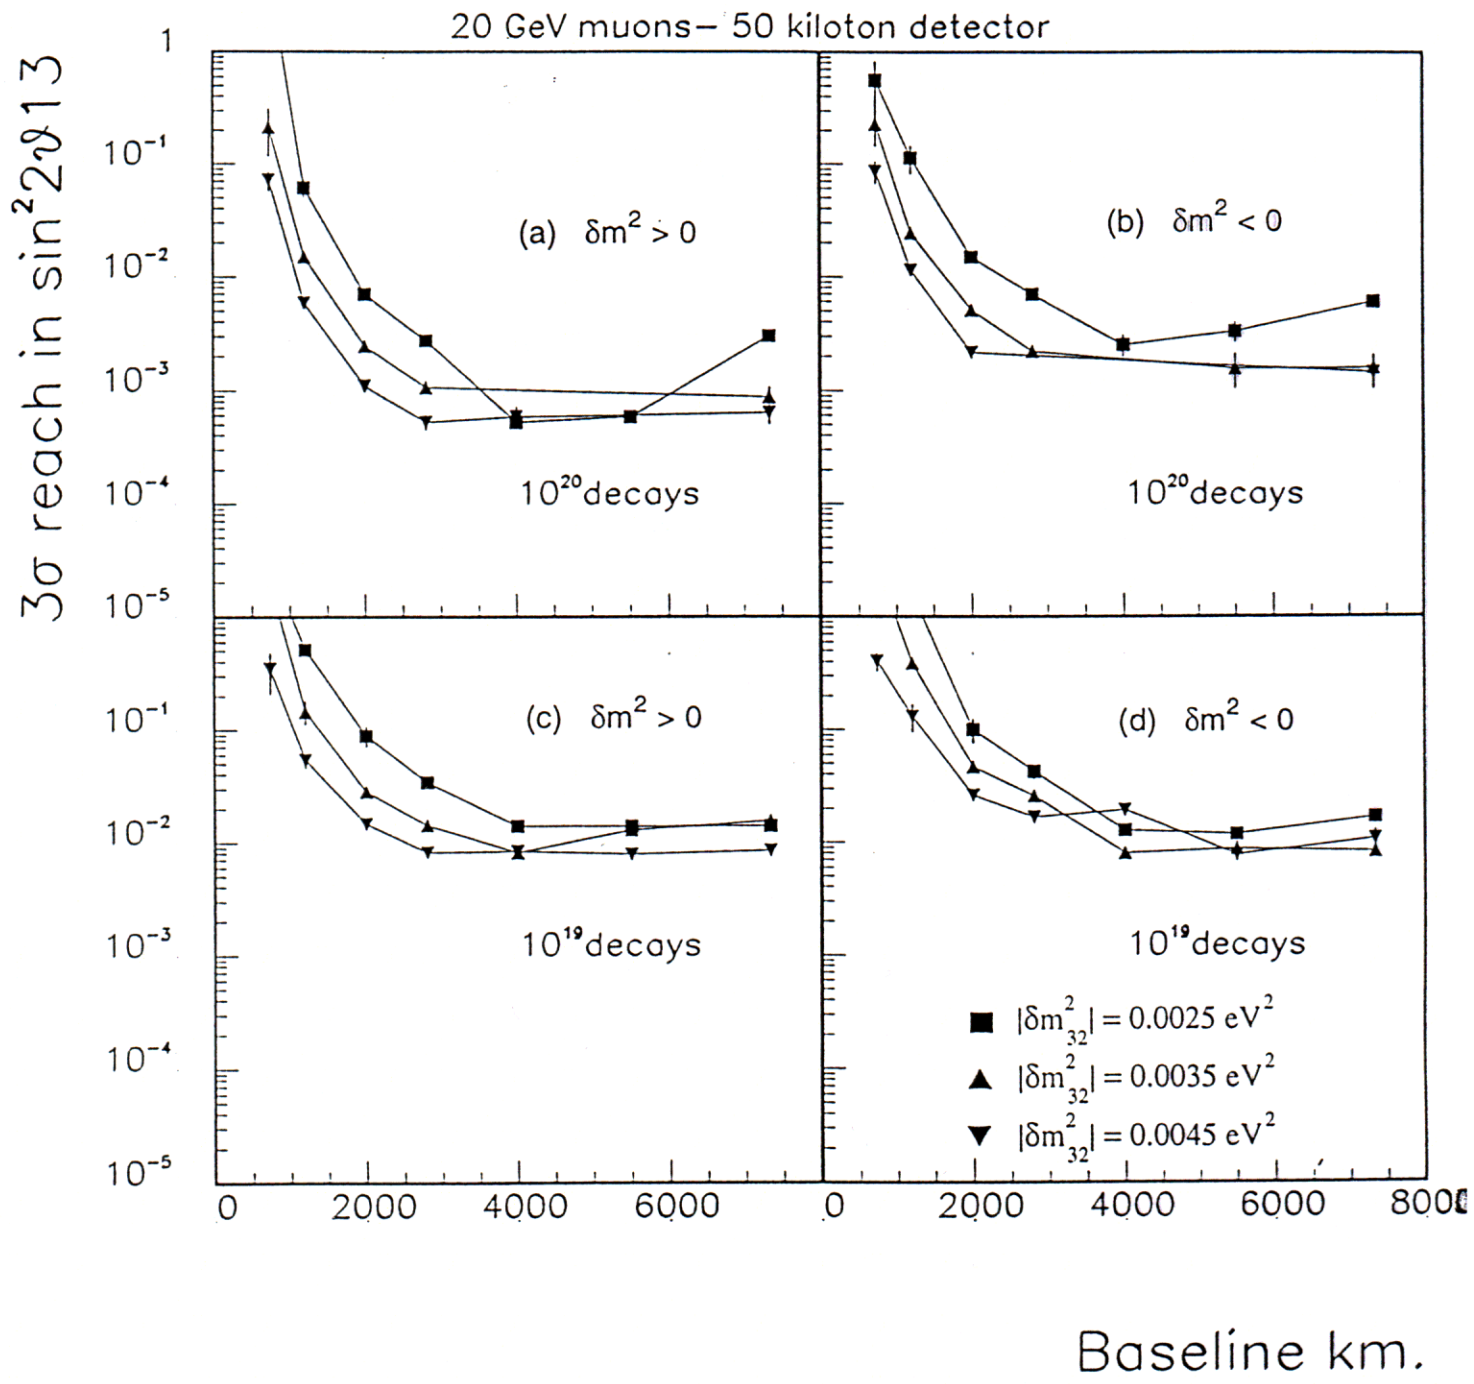 20 GeV muons– 50 kiloton detector
3σ reach in sin²2ϑ13
1
10⁻¹
10⁻²
10⁻³
10⁻⁴
10⁻⁵
(a) δm² > 0
10²⁰decays
(b) δm² < 0
10²⁰decays
10⁻¹
10⁻²
10⁻³
10⁻⁴
10⁻⁵
(c) δm² > 0
10¹⁹decays
(d) δm² < 0
10¹⁹decays
|δm²₃₂| = 0.0025 eV²
|δm²₃₂| = 0.0035 eV²
|δm²₃₂| = 0.0045 eV²
0 2000 4000 6000 0 2000 4000 6000 8000
Baseline km.